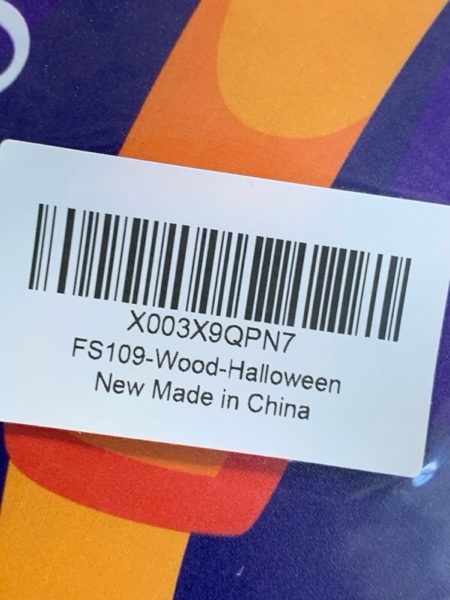 X003X9QPN7
FS109-Wood-Halloween
New Made in China